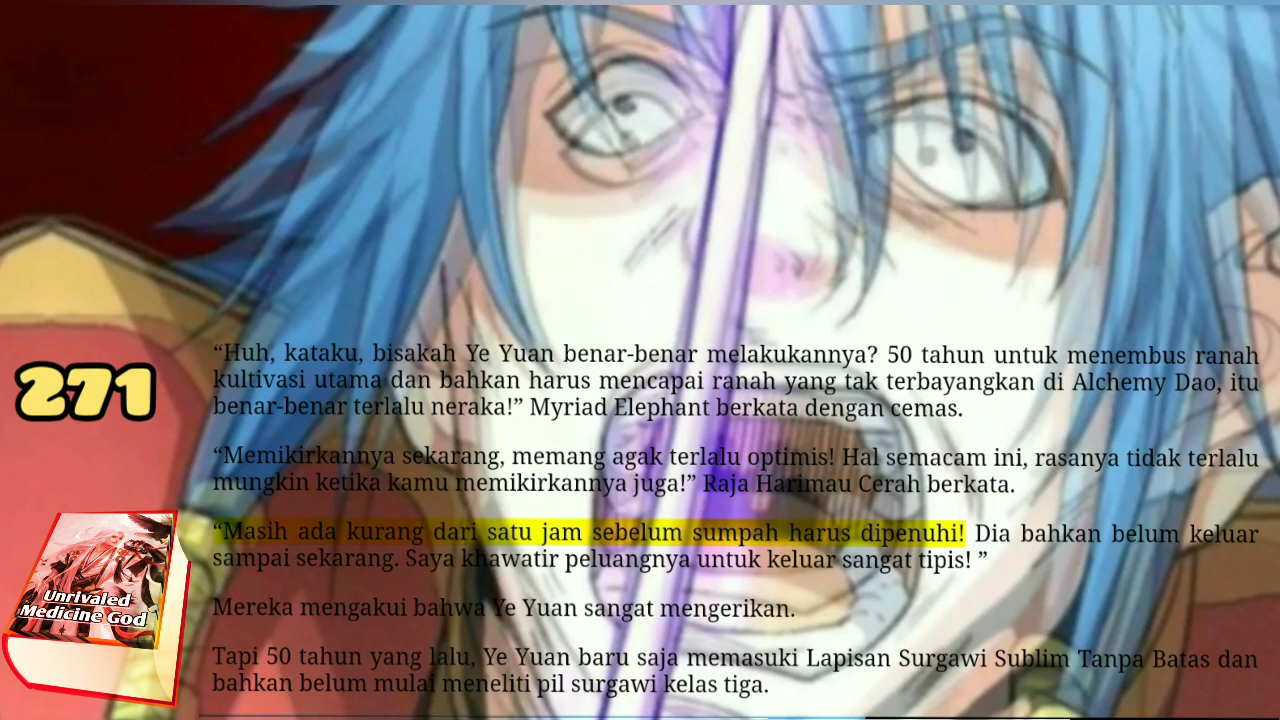 “Huh, kataku, bisakah Ye Yuan benar-benar melakukannya? 50 tahun untuk menembus ranah
kultivasi utama dan bahkan harus mencapai ranah yang tak terbayangkan di Alchemy Dao, itu
benar-benar terlalu neraka!” Myriad Elephant berkata dengan cemas.
“Memikirkannya sekarang, memang agak terlalu optimis! Hal semacam ini, rasanya tidak terlalu
mungkin ketika kamu memikirkannya juga!” Raja Harimau Cerah berkata.
“Masih ada kurang dari satu jam sebelum sumpah harus dipenuhi! Dia bahkan belum keluar
sampai sekarang. Saya khawatir peluangnya untuk keluar sangat tipis! ”
Mereka mengakui bahwa Ye Yuan sangat mengerikan.
Tapi 50 tahun yang lalu, Ye Yuan baru saja memasuki Lapisan Surgawi Sublim Tanpa Batas dan
bahkan belum mulai meneliti pil surgawi kelas tiga.
271
Unrivaled
Medicine God